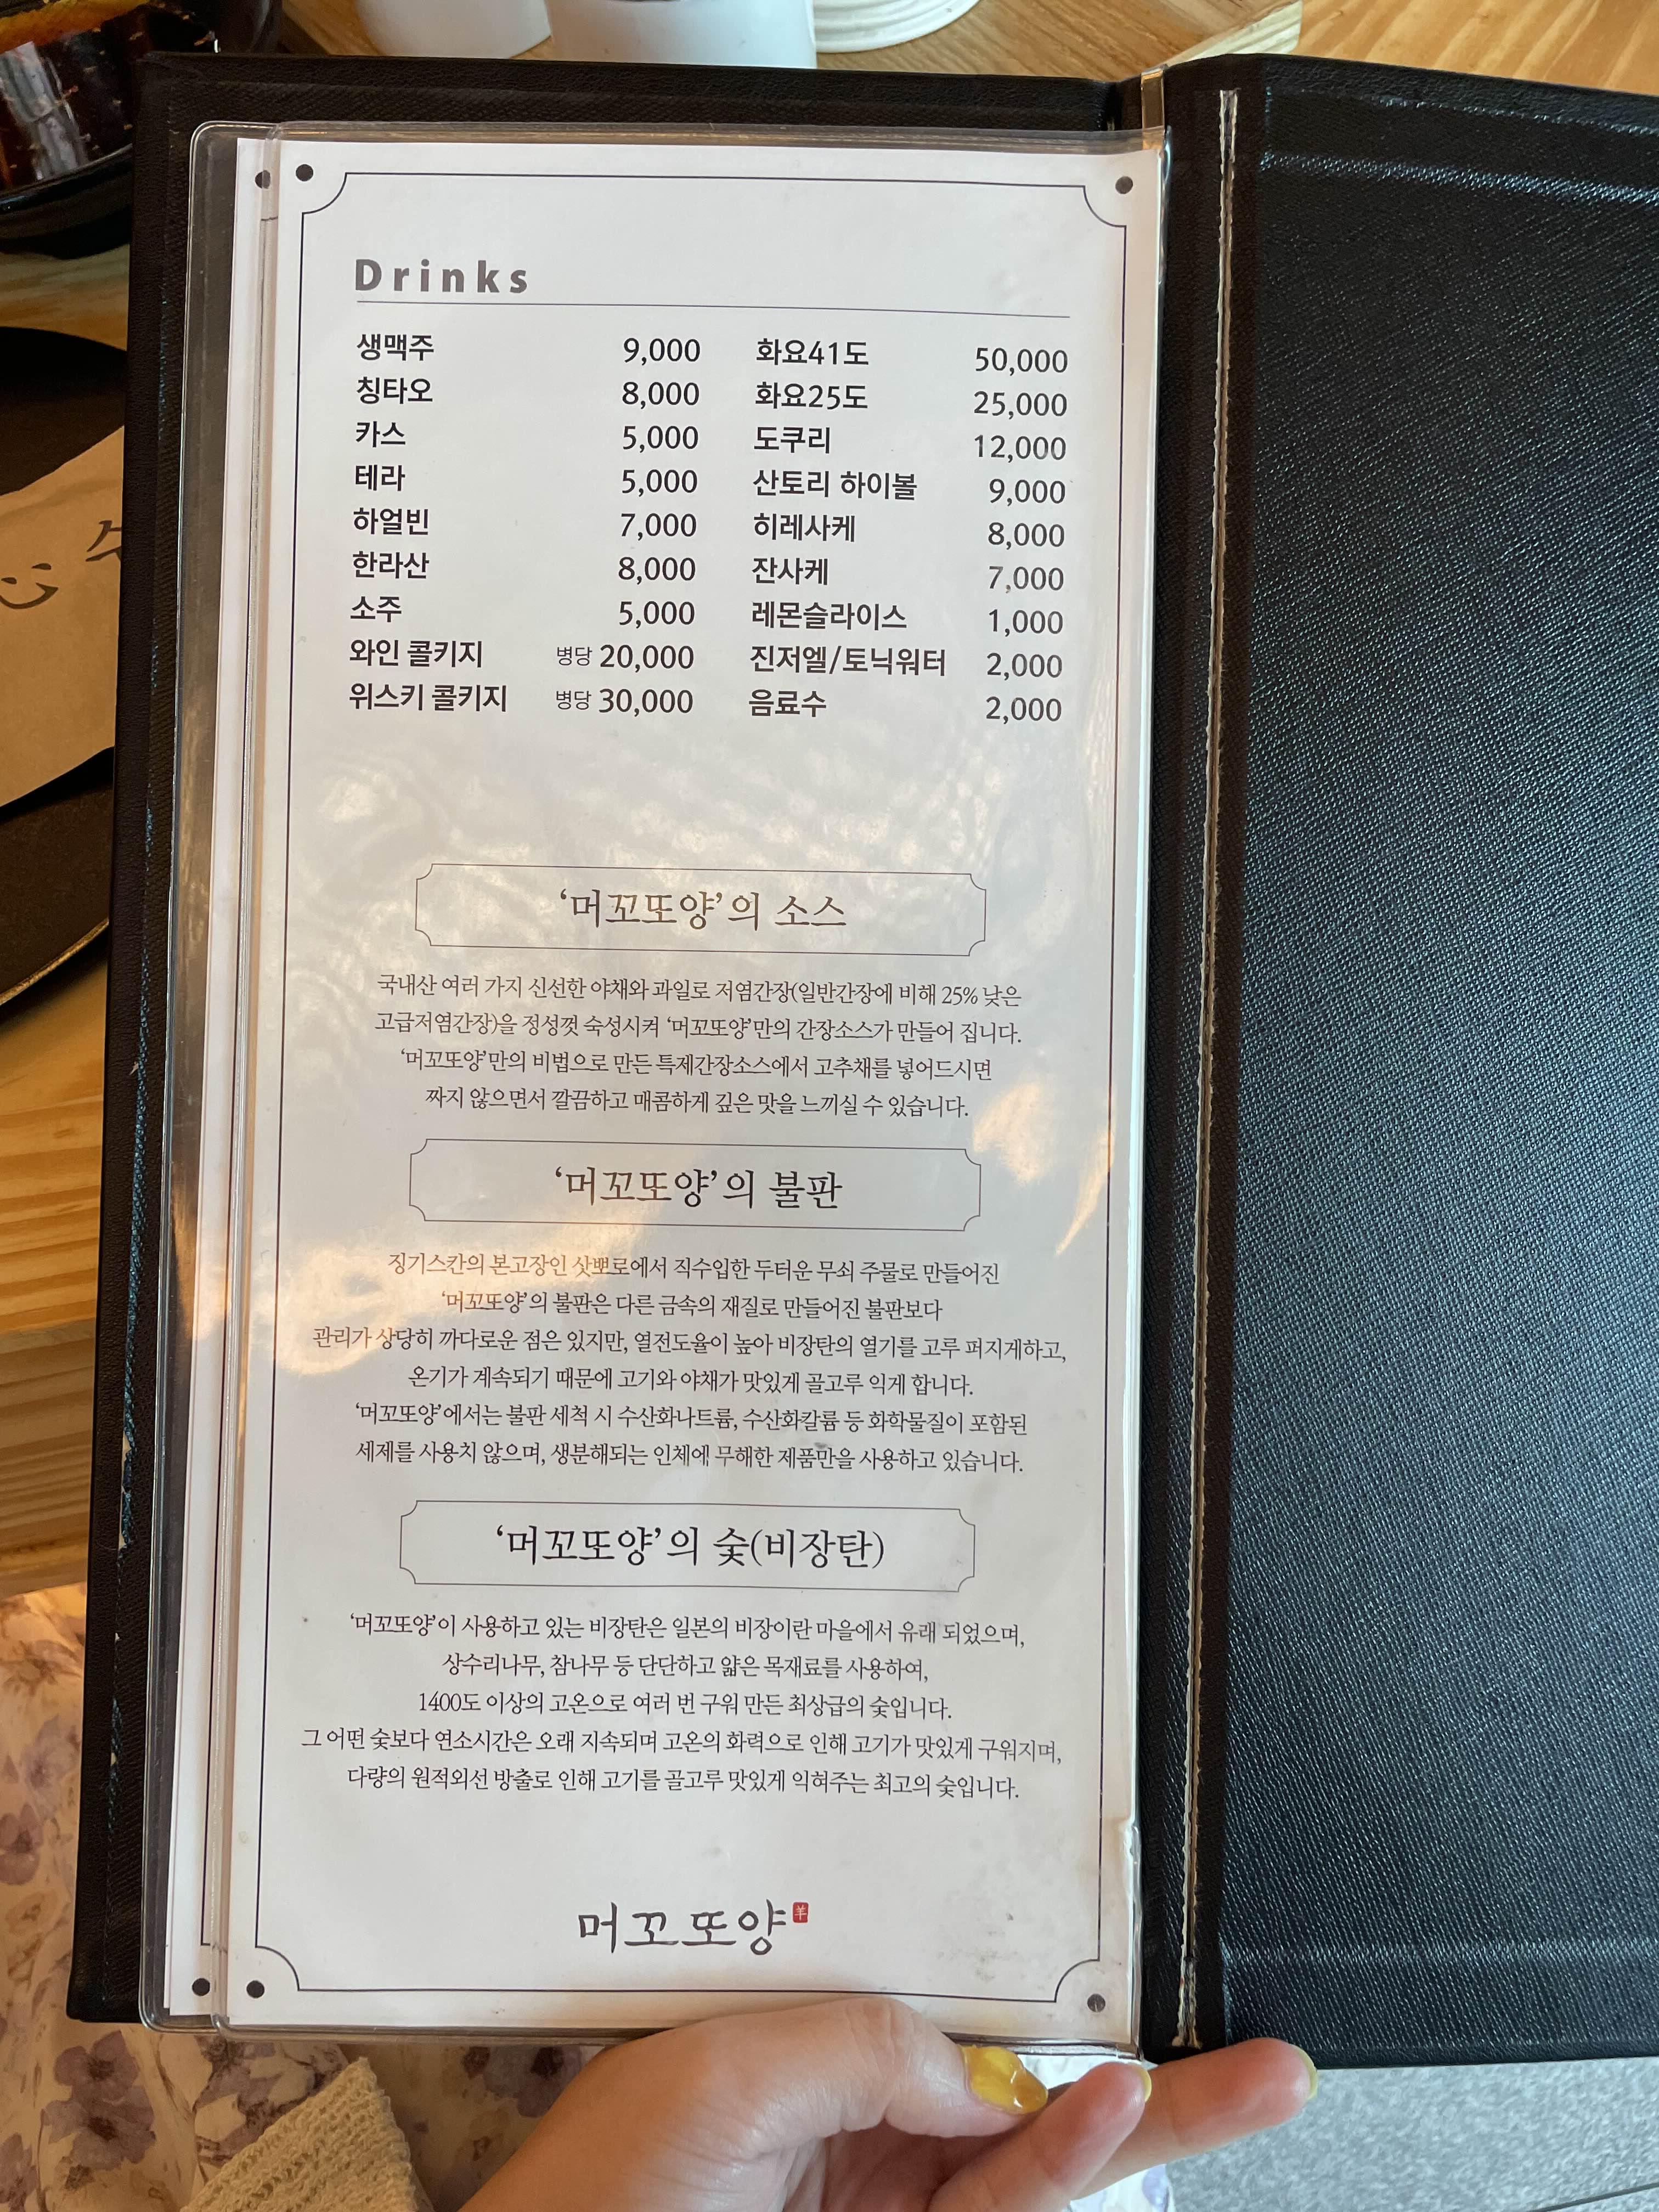 Drinks
생맥주 9,000
칭타오 8,000
카스 5,000
테라 5,000
하얼빈 7,000
한라산 8,000
소주 5,000
와인 콜키지 병당 20,000
위스키 콜키지 병당 30,000
화요41도 50,000
화요25도 25,000
도쿠리 12,000
산토리 하이볼 9,000
히레사케 8,000
잔사케 7,000
레몬슬라이스 1,000
진저엘/토닉워터 2,000
음료수 2,000
‘머꼬또양’의 소스
국내산 여러 가지 신선한 야채와 과일로 저염간장(일반간장에 비해 25% 낮은
고급저염간장)을 정성껏 숙성시켜 ‘머꼬또양’만의 간장소스가 만들어 집니다.
‘머꼬또양’만의 비법으로 만든 특제간장소스에서 고추채를 넣어드시면
짜지 않으면서 깔끔하고 매콤하게 깊은 맛을 느끼실 수 있습니다.
‘머꼬또양’의 불판
징기스칸의 본고장인 삿뽀로에서 직수입한 두터운 무쇠 주물로 만들어진
‘머꼬또양’의 불판은 다른 금속의 재질로 만들어진 불판보다
관리가 상당히 까다로운 점은 있지만, 열전도율이 높아 비장탄의 열기를 고루 퍼지게하고,
온기가 계속되기 때문에 고기와 야채가 맛있게 골고루 익게 합니다.
‘머꼬또양’에서는 불판 세척 시 수산화나트륨, 수산화칼륨 등 화학물질이 포함된
세제를 사용치 않으며, 생분해되는 인체에 무해한 제품만을 사용하고 있습니다.
‘머꼬또양’의 숯(비장탄)
‘머꼬또양’이 사용하고 있는 비장탄은 일본의 비장이란 마을에서 유래 되었으며,
상수리나무, 참나무 등 단단하고 얇은 목재료를 사용하여,
1400도 이상의 고온으로 여러 번 구워 만든 최상급의 숯입니다.
그 어떤 숯보다 연소시간은 오래 지속되며 고온의 화력으로 인해 고기가 맛있게 구워지며,
다량의 원적외선 방출로 인해 고기를 골고루 맛있게 익혀주는 최고의 숯입니다.
머꼬또양 羊